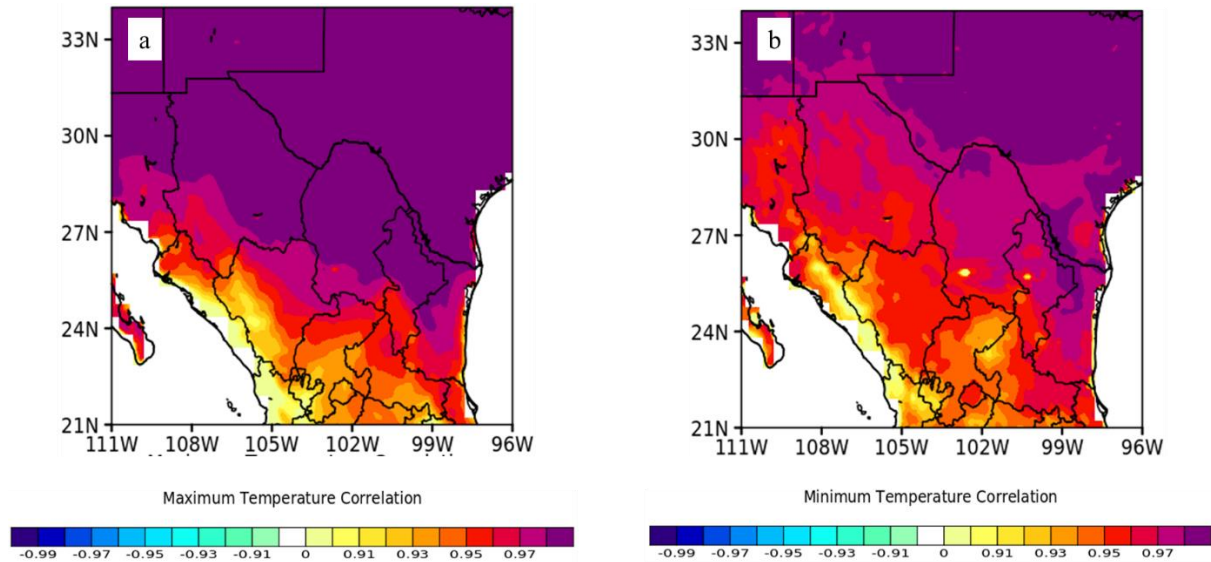 a
b
33N
30N
27N
24N
21N
111W 108W 105W 102W 99W 96W
33N
30N
27N
24N
21N
111W 108W 105W 102W 99W 96W
Maximum Temperature Correlation
-0.99 -0.97 -0.95 -0.93 -0.91 0 0.91 0.93 0.95 0.97
Minimum Temperature Correlation
-0.99 -0.97 -0.95 -0.93 -0.91 0 0.91 0.93 0.95 0.97